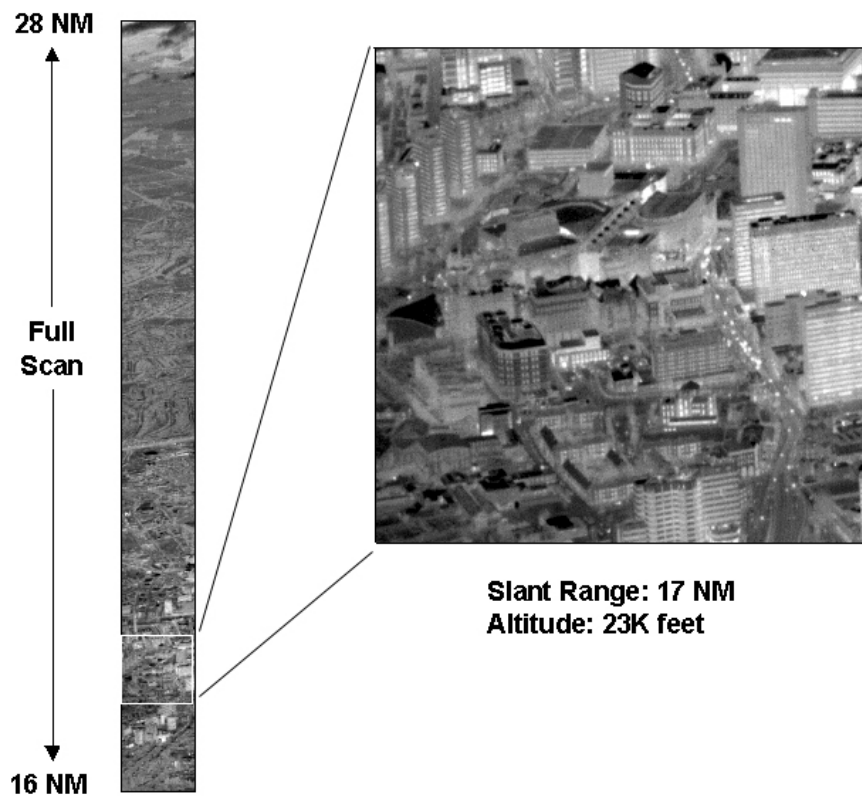 28 NM
Full
Scan
16 NM
Slant Range: 17 NM
Altitude: 23K feet